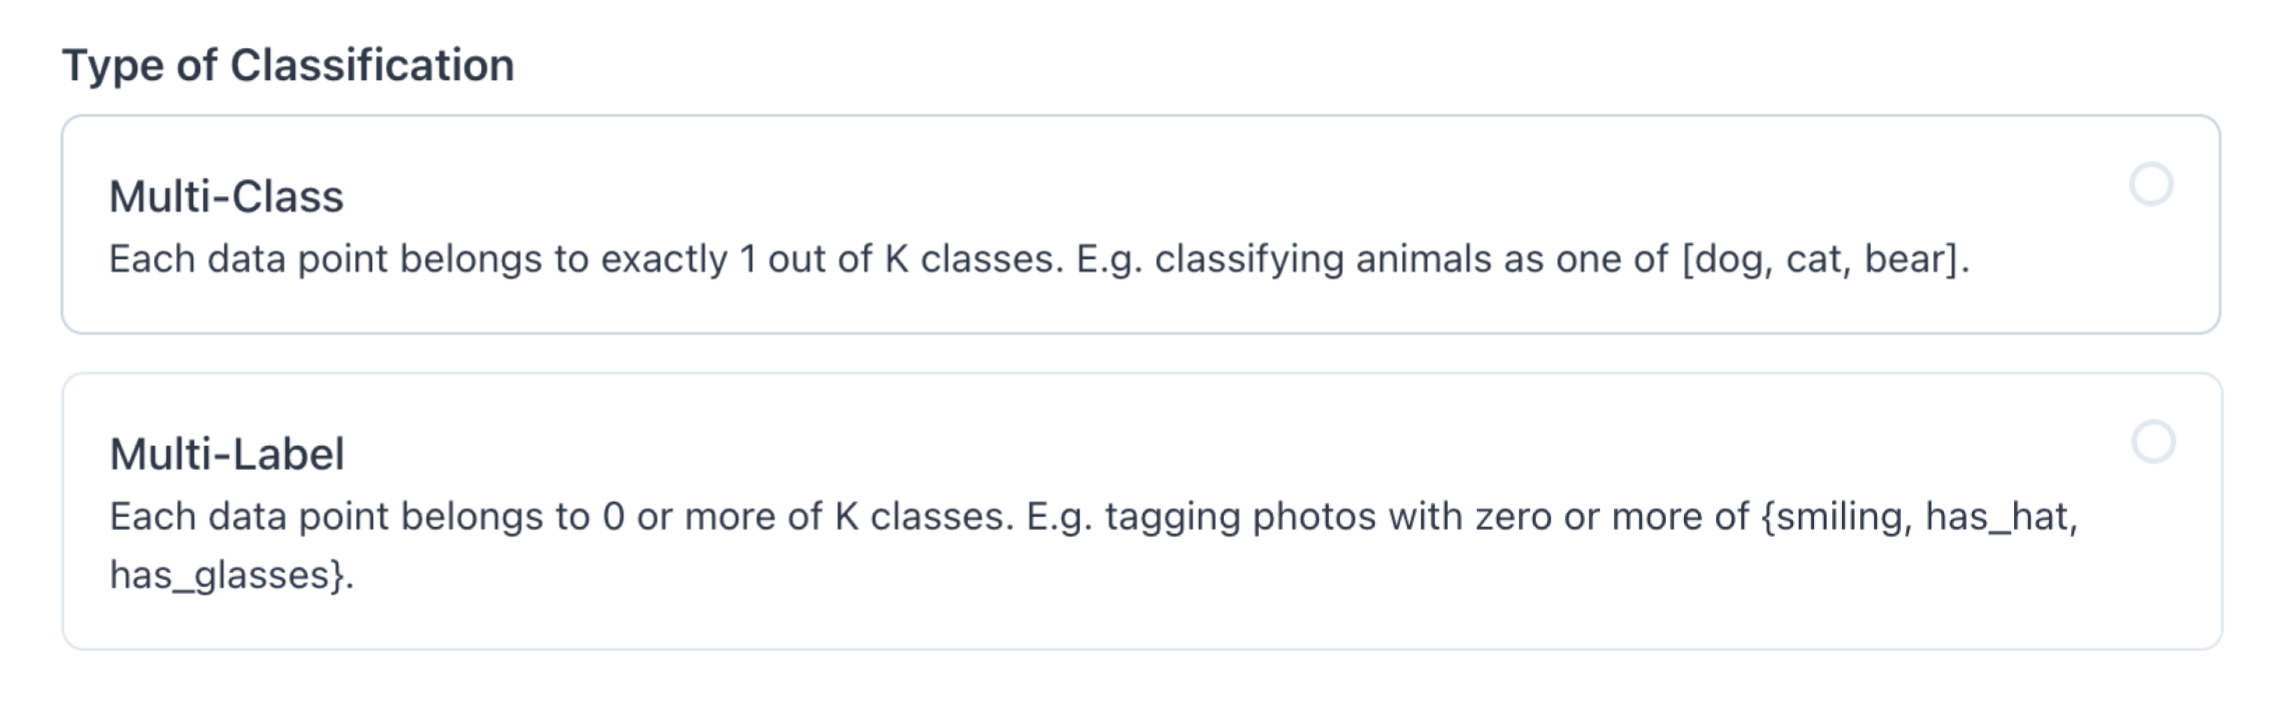 Type of Classification
Multi-Class
Each data point belongs to exactly 1 out of K classes. E.g. classifying animals as one of [dog, cat, bear].
Multi-Label
Each data point belongs to 0 or more of K classes. E.g. tagging photos with zero or more of {smiling, has_hat,
has_glasses}.